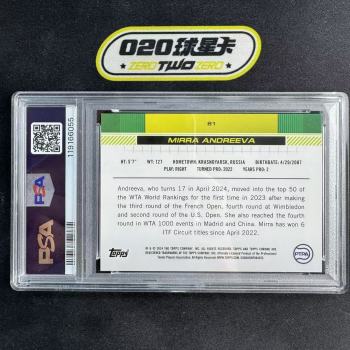 020球星卡
ZERO TWO ZERO
119166055
PSA
PSA
81
MIRRA ANDREEVA
HT: 5'7" WT: 127 HOMETOWN: KRASNOYARSK, RUSSIA BIRTHDATE: 4/29/2007
PLAY: RIGHT TURNED PRO: 2022 YEARS PRO: 2
Andreeva, who turns 17 in April 2024, moved into the top 50 of
the WTA World Rankings for the first time in 2023 after making
the third round of the French Open, fourth round at Wimbledon
and second round of the U.S. Open. She also reached the fourth
round in WTA 1000 events in Madrid and China. Mirra has won 6
ITF Circuit titles since April 2022.
Topps
PTPA